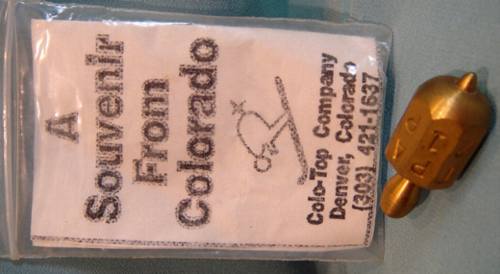 A
Souvenir
From
Colorado
Colo-Top Company
Denver, Colorado
(303) 421-1637